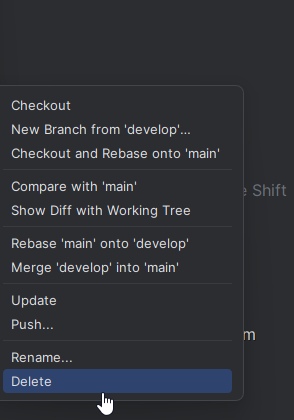 Checkout
New Branch from 'develop'...
Checkout and Rebase onto 'main'
Compare with 'main'
Show Diff with Working Tree
e Shift
Rebase 'main' onto 'develop'
Merge 'develop' into 'main'
Update
Push...
m
Rename...
Delete